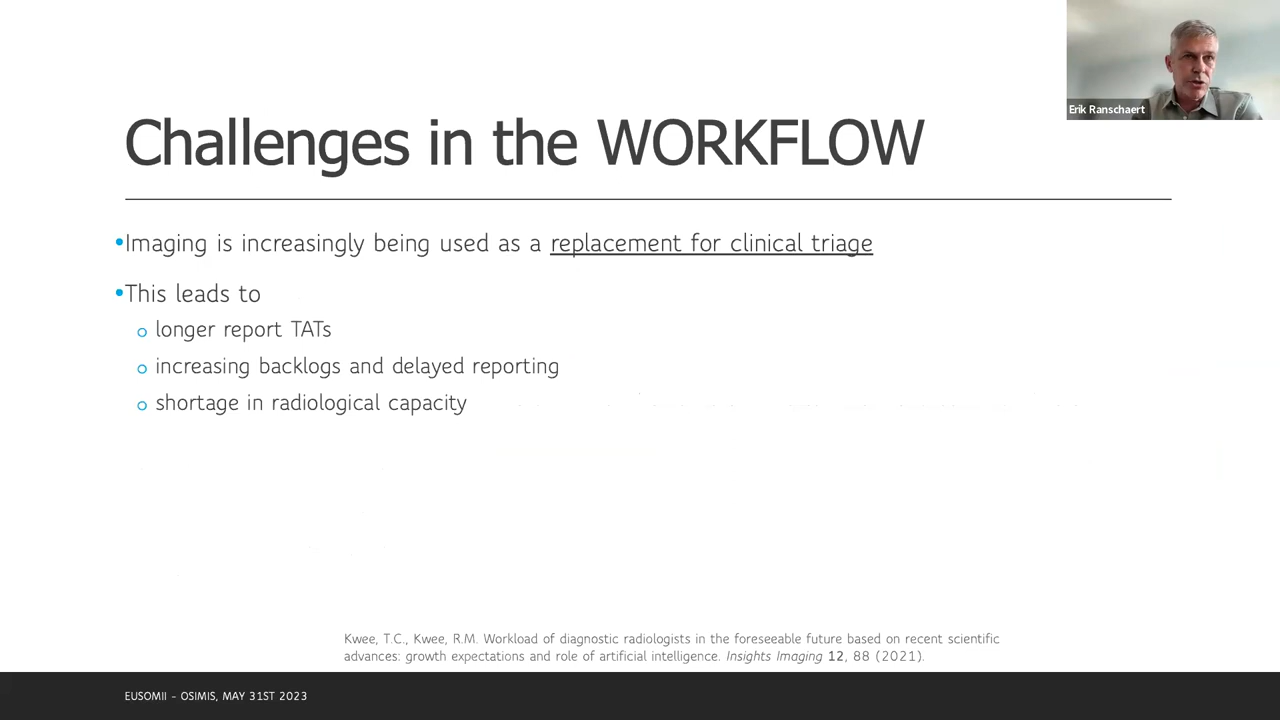 Erik Ranschaert
Challenges in the WORKFLOW
•Imaging is increasingly being used as a replacement for clinical triage
•This leads to
o longer report TATs
o increasing backlogs and delayed reporting
o shortage in radiological capacity
Kwee, T.C., Kwee, R.M. Workload of diagnostic radiologists in the foreseeable future based on recent scientific
advances: growth expectations and role of artificial intelligence. Insights Imaging 12, 88 (2021).
EUSOMII – OSIMIS, MAY 31ST 2023